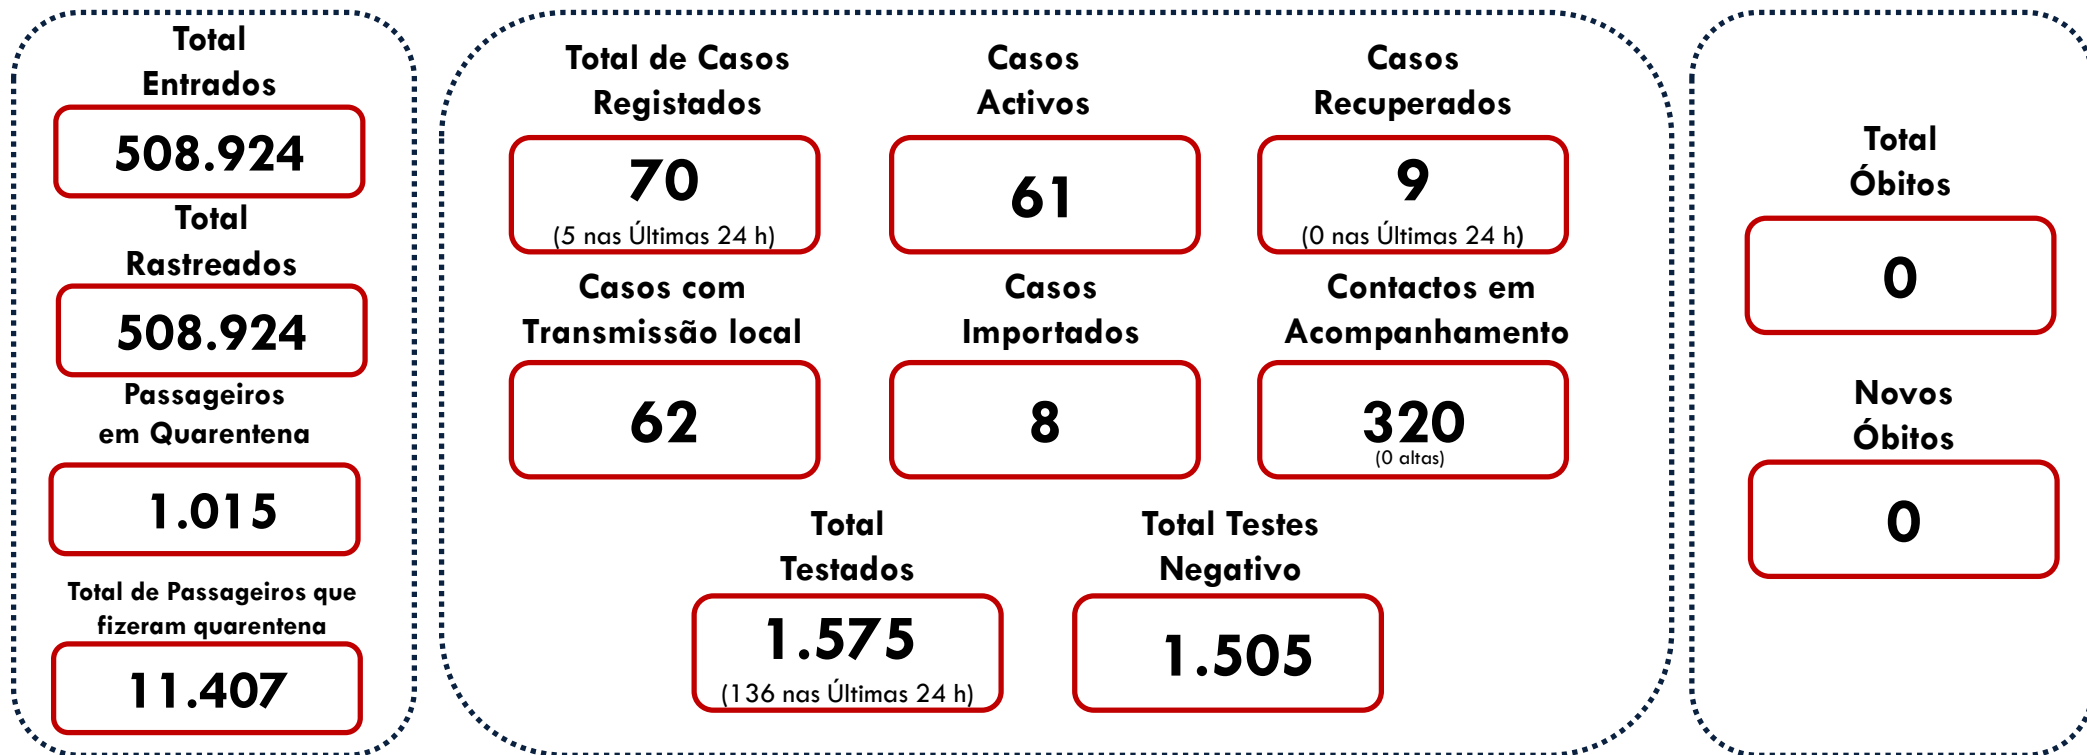 Total
Entrados
508.924
Total
Rastreados
508.924
Passageiros
em Quarentena
1.015
Total de Passageiros que
fizeram quarentena
11.407
Total de Casos
Registados
70
(5 nas Últimas 24 h)
Casos
Activos
61
Casos
Recuperados
9
(0 nas Últimas 24 h)
Casos com
Transmissão local
62
Casos
Importados
8
Contactos em
Acompanhamento
320
(0 altas)
Total
Testados
1.575
(136 nas Últimas 24 h)
Total Testes
Negativo
1.505
Total
Óbitos
0
Novos
Óbitos
0